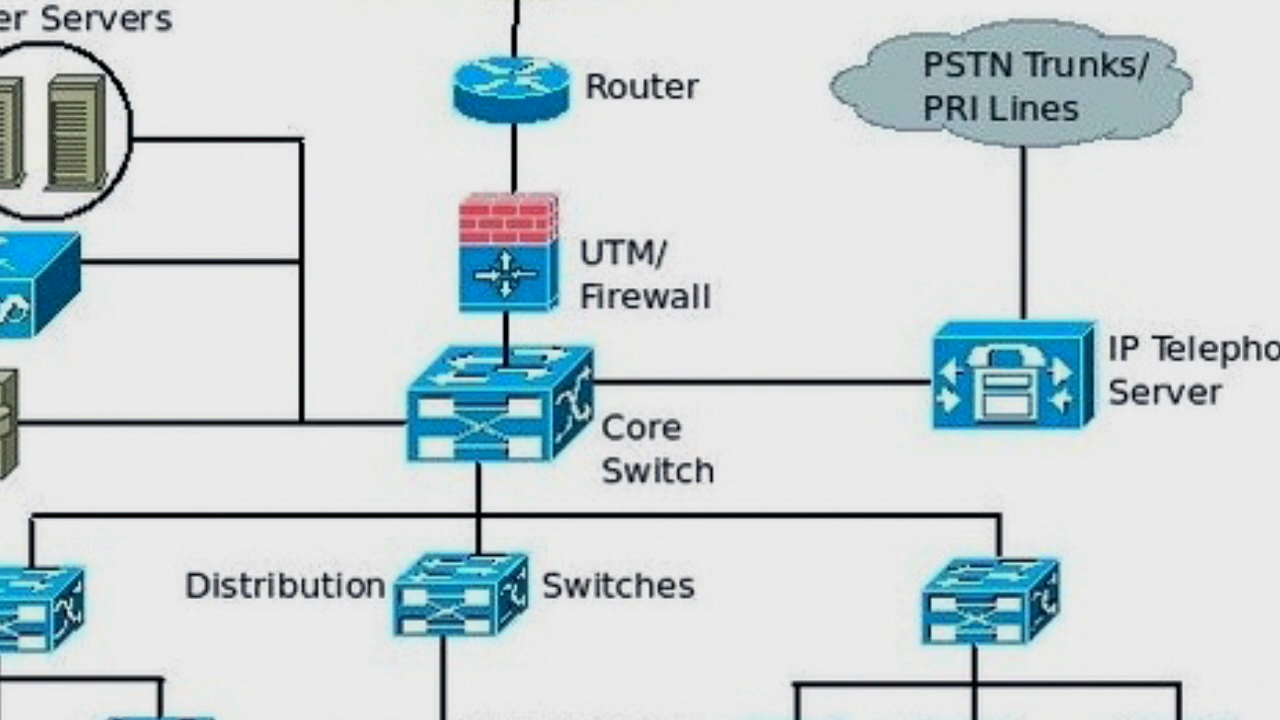 er Servers
Router
PSTN Trunks/
PRI Lines
UTM/
Firewall
IP Telepho
Server
Core
Switch
Distribution Switches